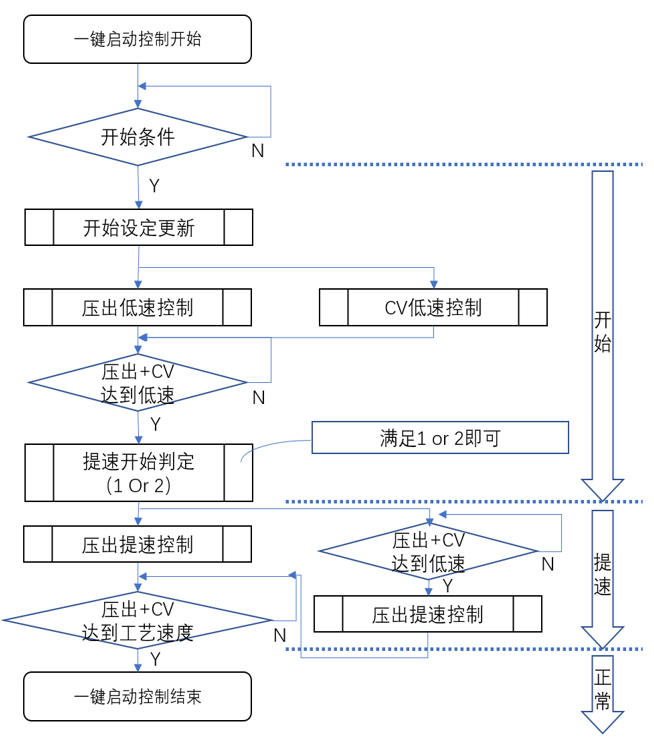 一键启动控制开始
开始条件
N
Y
开始设定更新
压出低速控制
CV低速控制
压出+CV
达到低速
N
Y
提速开始判定
(1 Or 2)
满足1 or 2即可
开
始
压出提速控制
压出+CV
达到低速
N
Y
压出提速控制
压出+CV
达到工艺速度
N
Y
一键启动控制结束
提
速
正
常